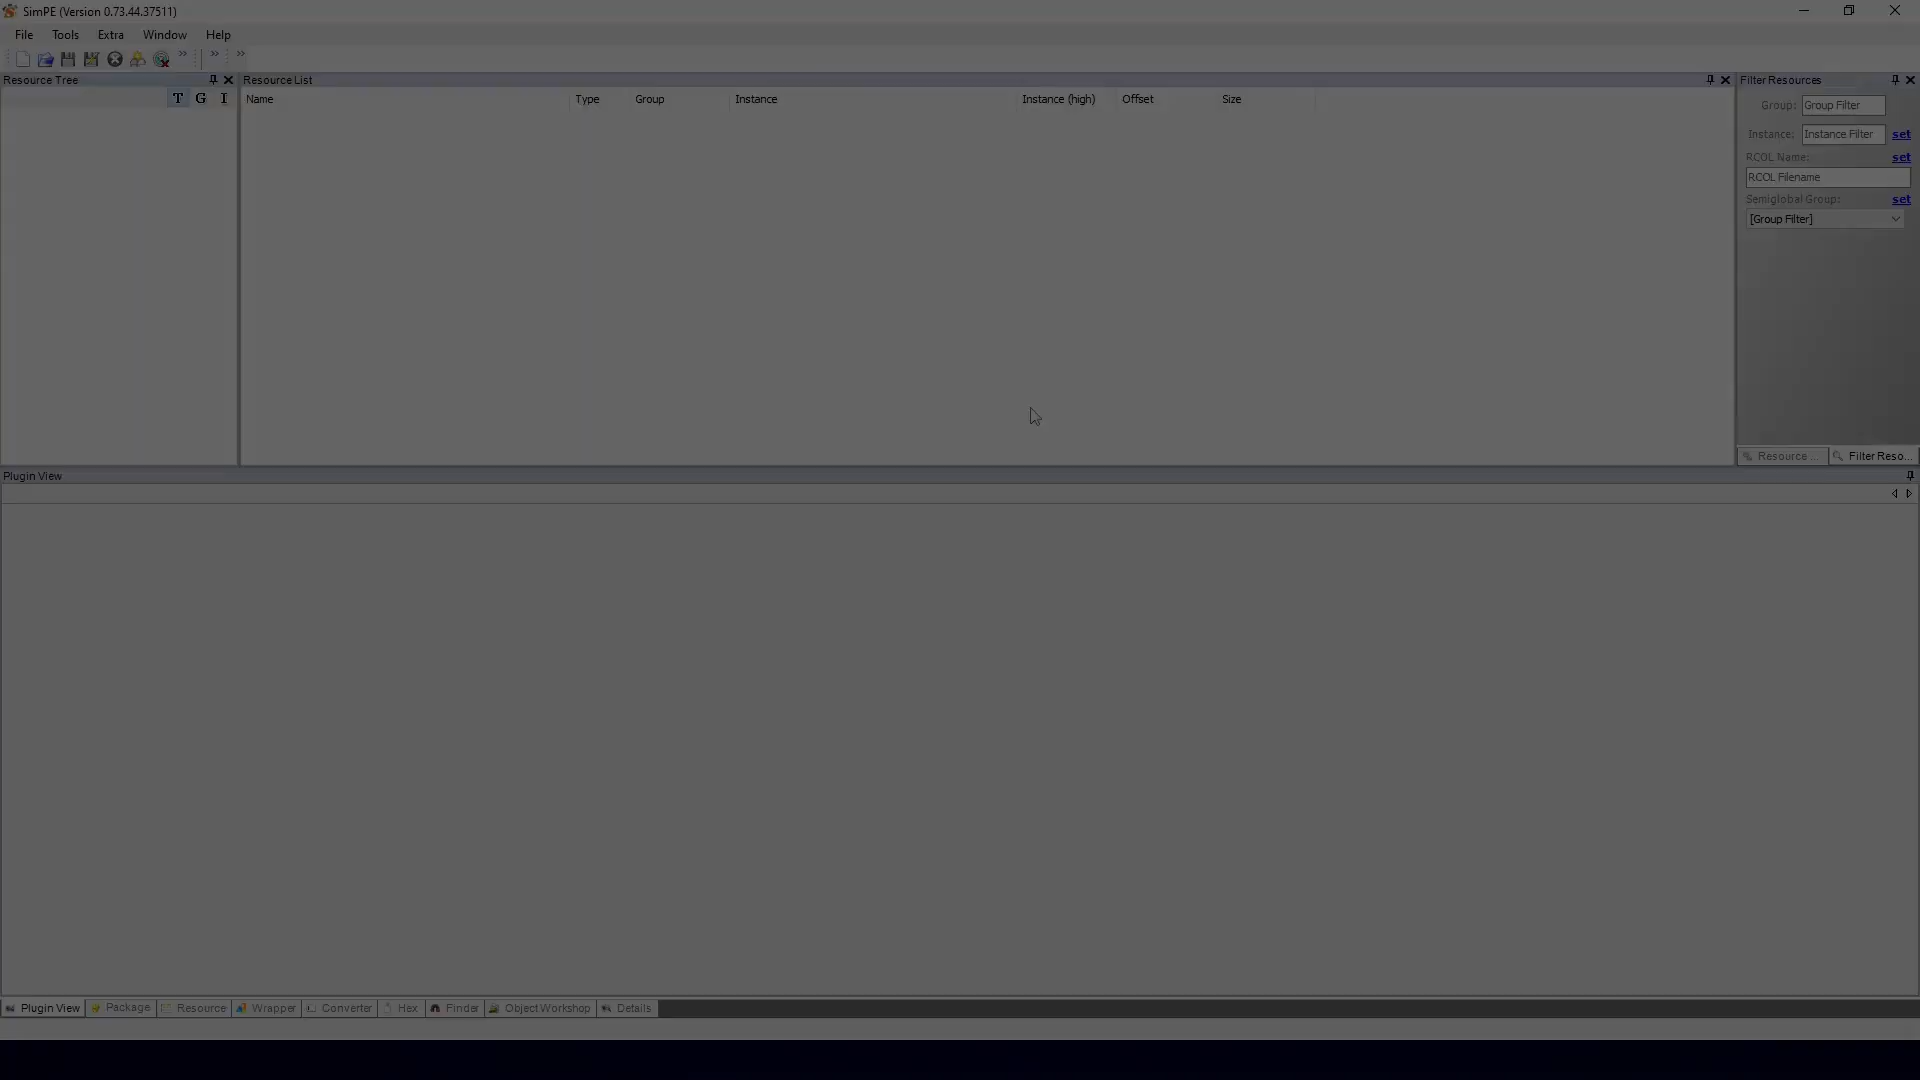 SimPE (Version 0.73.44.37511)
File Tools Extra Window Help
Resource Tree
Resource List
Filter Resources
T G I
Name Type Group Instance Instance (high) Offset Size
Group: Group Filter
Instance: Instance Filter set
RCOL Name: set
RCOL Filename
Semiglobal Group: set
[Group Filter]
Resource ... Filter Reso...
Plugin View
Plugin View Package Resource Wrapper Converter Hex Finder Object Workshop Details